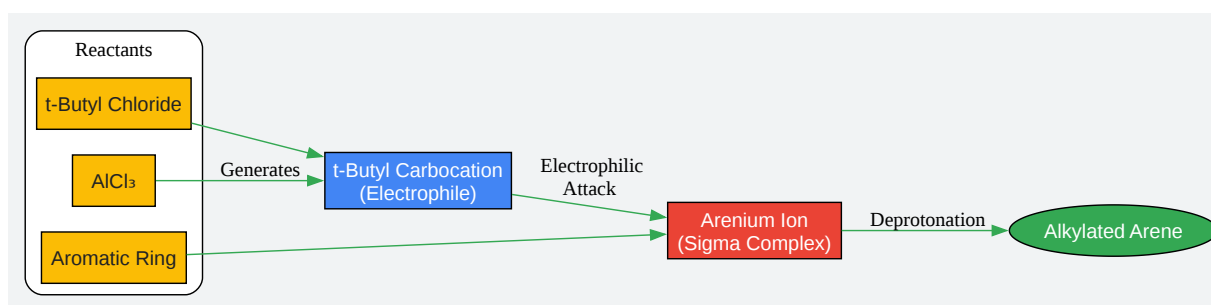 Reactants
t-Butyl Chloride
AlCl₃
Aromatic Ring
Generates
t-Butyl Carbocation
(Electrophile)
Electrophilic
Attack
Arenium Ion
(Sigma Complex)
Deprotonation
Alkylated Arene